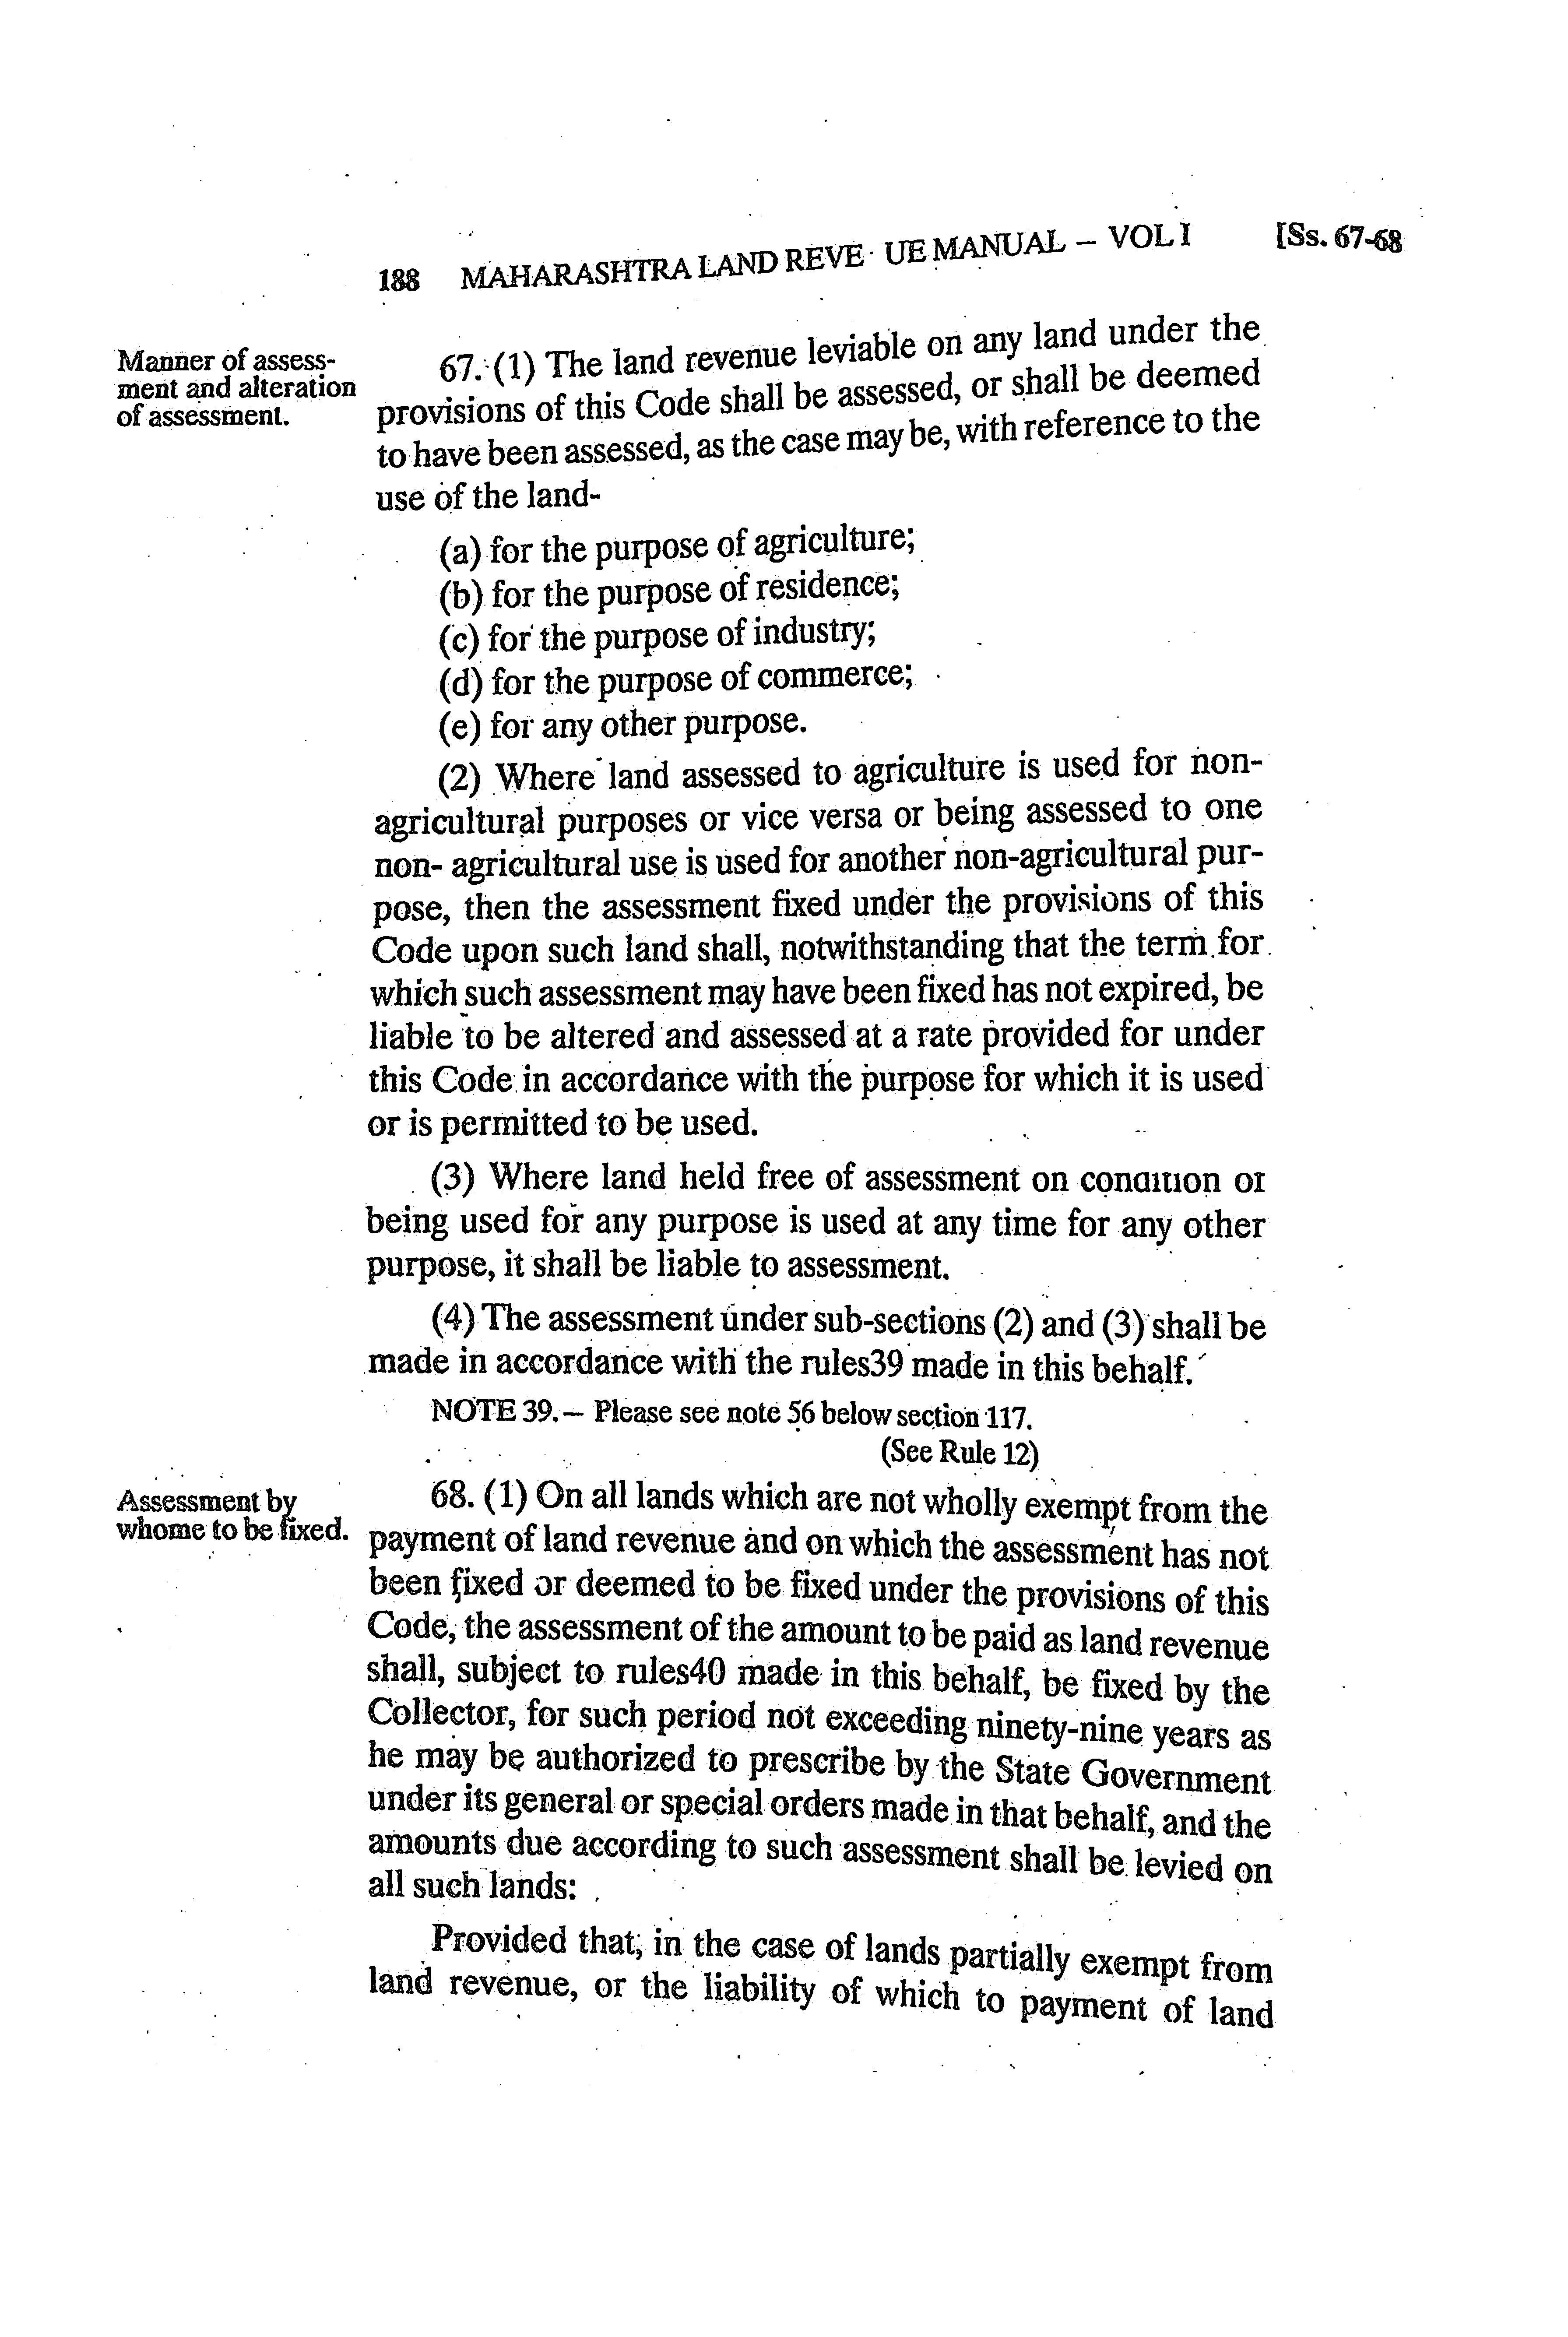 188 MAHARASHTRA LAND REVE UE MANUAL – VOL I [Ss. 67-68
Manner of assess-
ment and alteration
of assessment.
67. (1) The land revenue leviable on any land under the
provisions of this Code shall be assessed, or shall be deemed
to have been assessed, as the case may be, with reference to the
use of the land-
(a) for the purpose of agriculture;
(b) for the purpose of residence;
(c) for the purpose of industry;
(d) for the purpose of commerce;
(e) for any other purpose.
(2) Where land assessed to agriculture is used for non-
agricultural purposes or vice versa or being assessed to one
non- agricultural use is used for another non-agricultural pur-
pose, then the assessment fixed under the provisions of this
Code upon such land shall, notwithstanding that the term for
which such assessment may have been fixed has not expired, be
liable to be altered and assessed at a rate provided for under
this Code in accordance with the purpose for which it is used
or is permitted to be used.
(3) Where land held free of assessment on condition of
being used for any purpose is used at any time for any other
purpose, it shall be liable to assessment.
(4) The assessment under sub-sections (2) and (3) shall be
made in accordance with the rules39 made in this behalf.
NOTE 39.– Please see note 56 below section 117.
(See Rule 12)
Assessment by
whome to be fixed.
68. (1) On all lands which are not wholly exempt from the
payment of land revenue and on which the assessment has not
been fixed or deemed to be fixed under the provisions of this
Code, the assessment of the amount to be paid as land revenue
shall, subject to rules40 made in this behalf, be fixed by the
Collector, for such period not exceeding ninety-nine years as
he may be authorized to prescribe by the State Government
under its general or special orders made in that behalf, and the
amounts due according to such assessment shall be levied on
all such lands:
Provided that, in the case of lands partially exempt from
land revenue, or the liability of which to payment of land